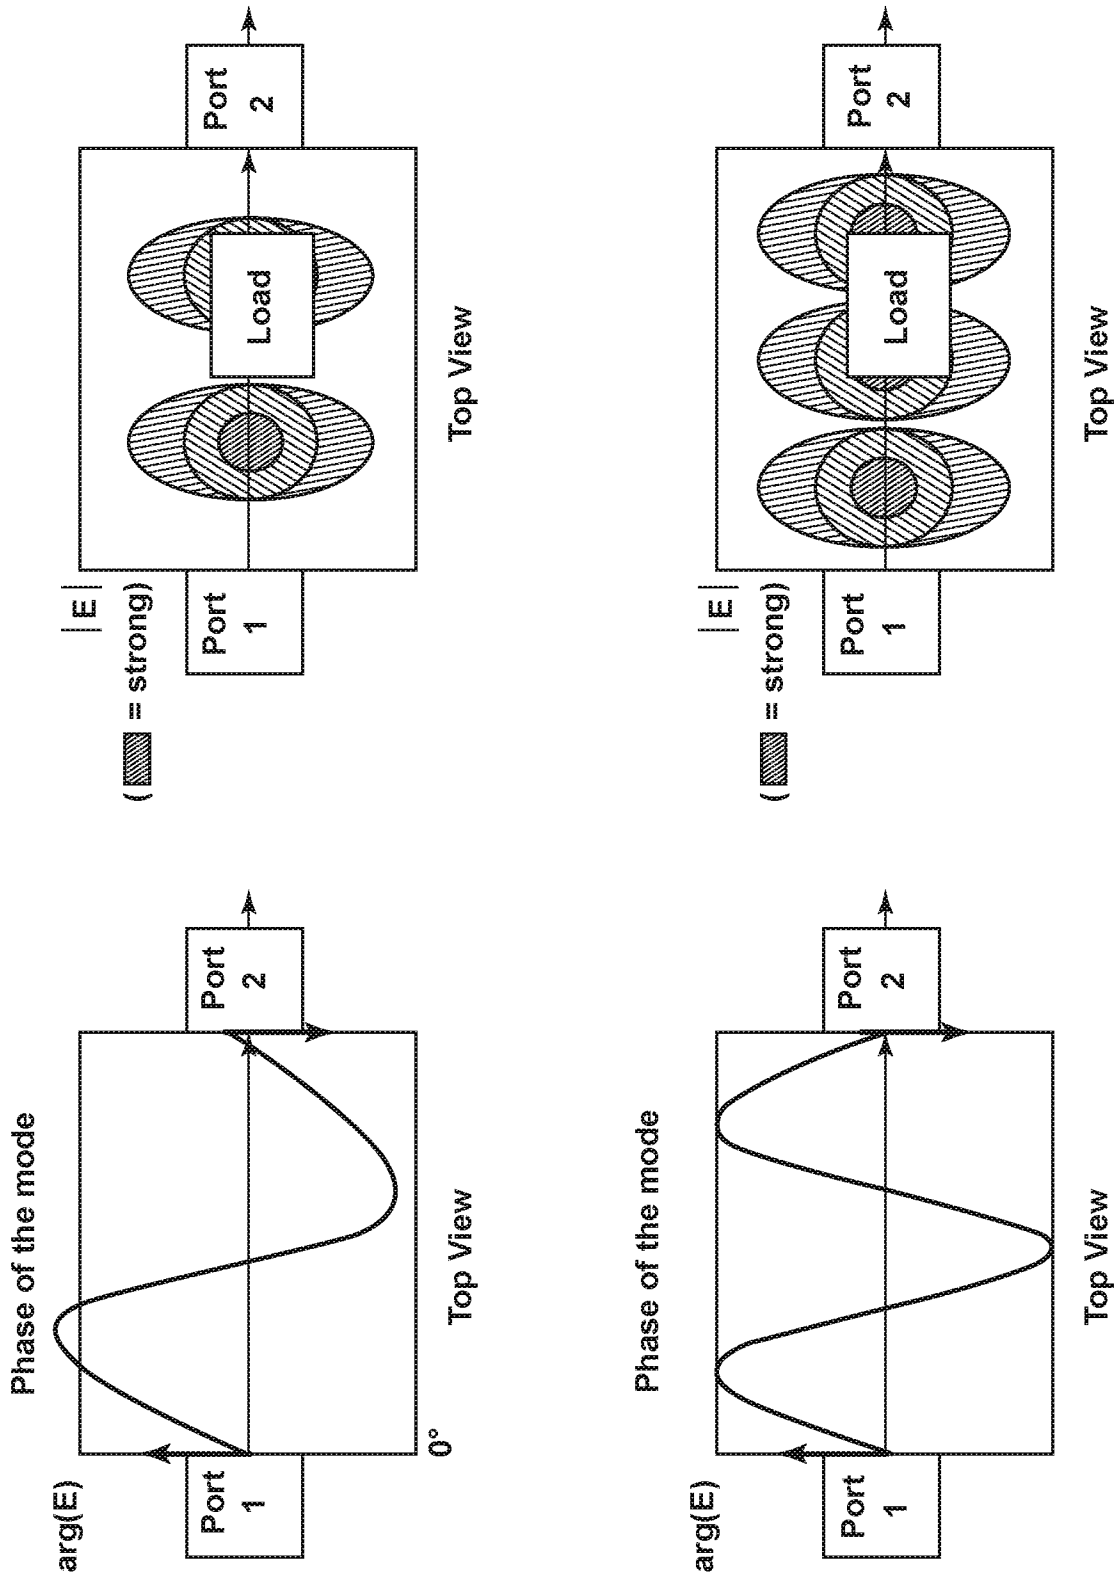 Phase of the mode
arg(E)
Port
1
Port
2
0°
Top View
|E|
( = strong)
Port
1
Load
Port
2
Top View
Phase of the mode
arg(E)
Port
1
Port
2
Top View
|E|
( = strong)
Port
1
Load
Port
2
Top View